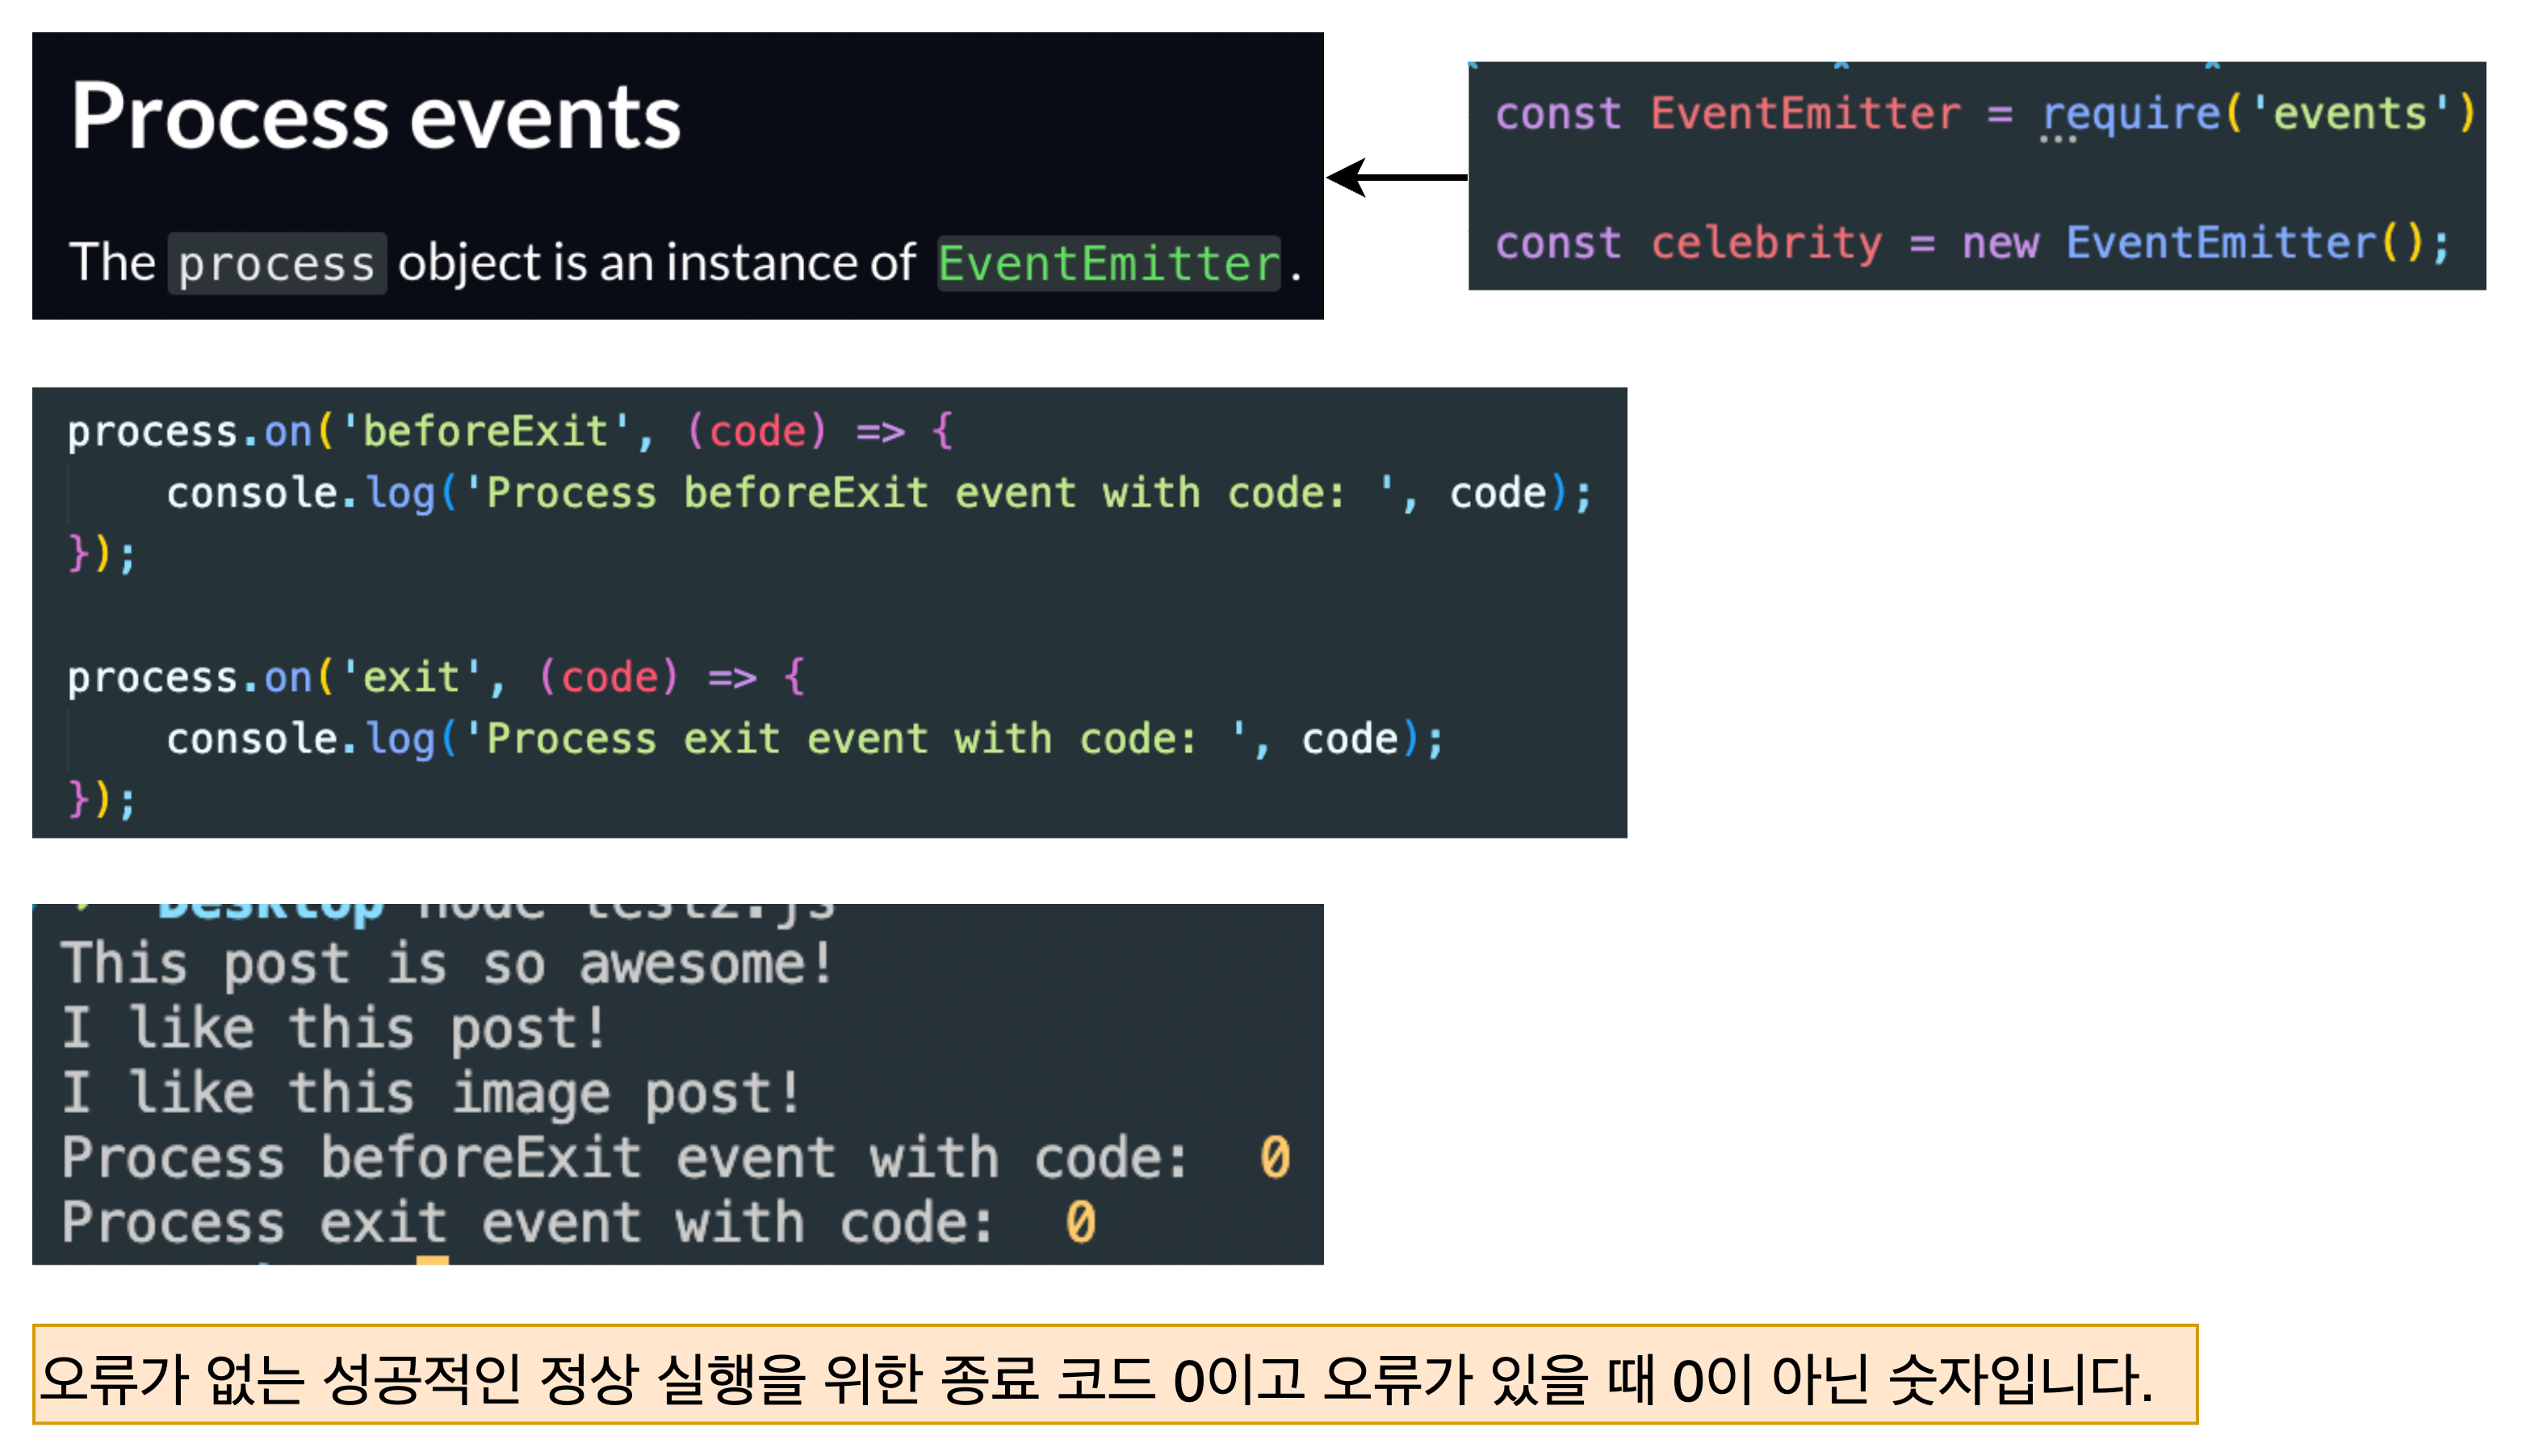 Process events
The process object is an instance of EventEmitter.
const EventEmitter = require('events')
const celebrity = new EventEmitter();
process.on('beforeExit', (code) => {
    console.log('Process beforeExit event with code: ', code);
});
process.on('exit', (code) => {
    console.log('Process exit event with code: ', code);
});
Desktop node test2.js
This post is so awesome!
I like this post!
I like this image post!
Process beforeExit event with code:  0
Process exit event with code:  0
오류가 없는 성공적인 정상 실행을 위한 종료 코드 0이고 오류가 있을 때 0이 아닌 숫자입니다.